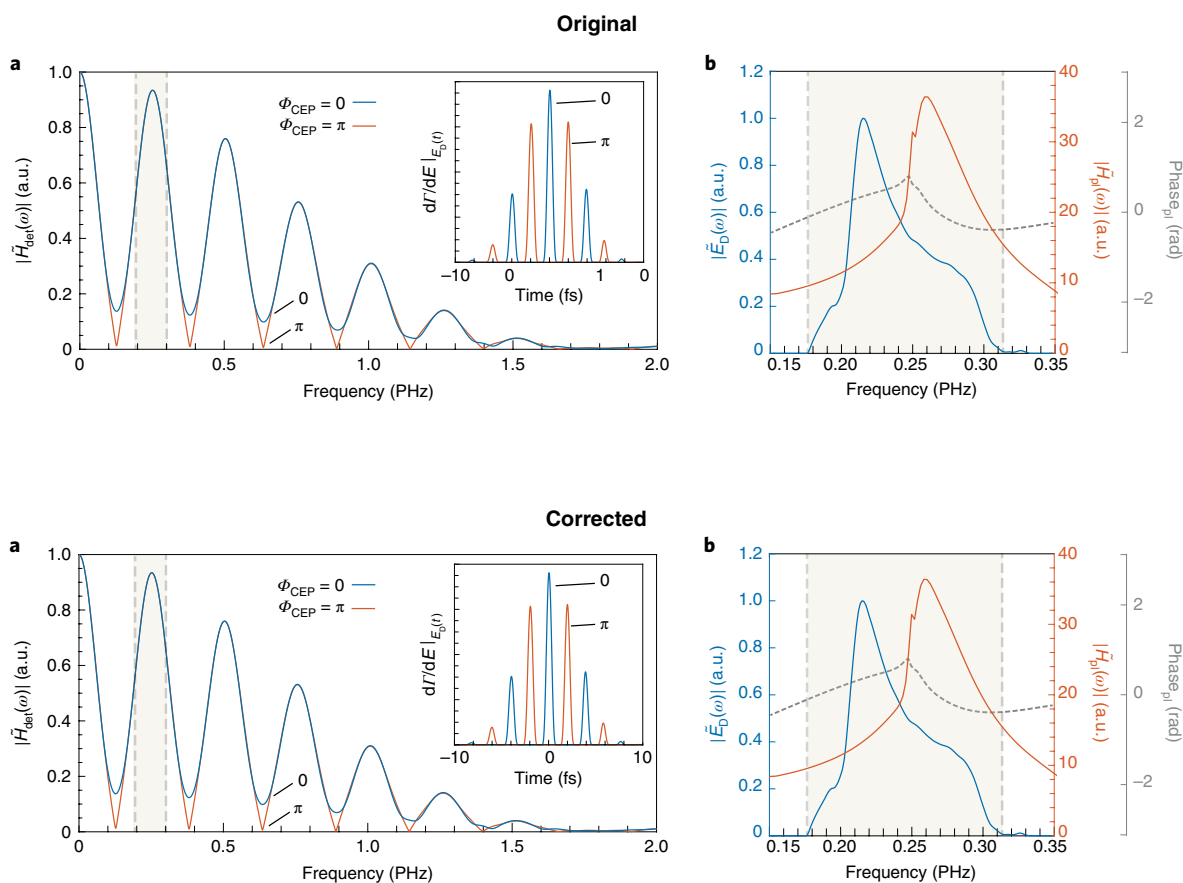 Original
a
|H̃det(ω)| (a.u.)
1.0
0.8
0.6
0.4
0.2
0
0
0.5
1.0
1.5
2.0
Frequency (PHz)
ΦCEP = 0
ΦCEP = π
0
π
dΓ/dE|ED(t)
0
π
−10
0
1
0
Time (fs)
b
|ẼD(ω)| (a.u.)
1.2
1.0
0.8
0.6
0.4
0.2
0
0.15
0.20
0.25
0.30
0.35
Frequency (PHz)
40
30
20
10
0
|H̃pl(ω)| (a.u.)
2
0
−2
Phasepl (rad)
Corrected
a
|H̃det(ω)| (a.u.)
1.0
0.8
0.6
0.4
0.2
0
0
0.5
1.0
1.5
2.0
Frequency (PHz)
ΦCEP = 0
ΦCEP = π
0
π
dΓ/dE|ED(t)
0
π
−10
0
10
Time (fs)
b
|ẼD(ω)| (a.u.)
1.2
1.0
0.8
0.6
0.4
0.2
0
0.15
0.20
0.25
0.30
0.35
Frequency (PHz)
40
30
20
10
0
|H̃pl(ω)| (a.u.)
2
0
−2
Phasepl (rad)